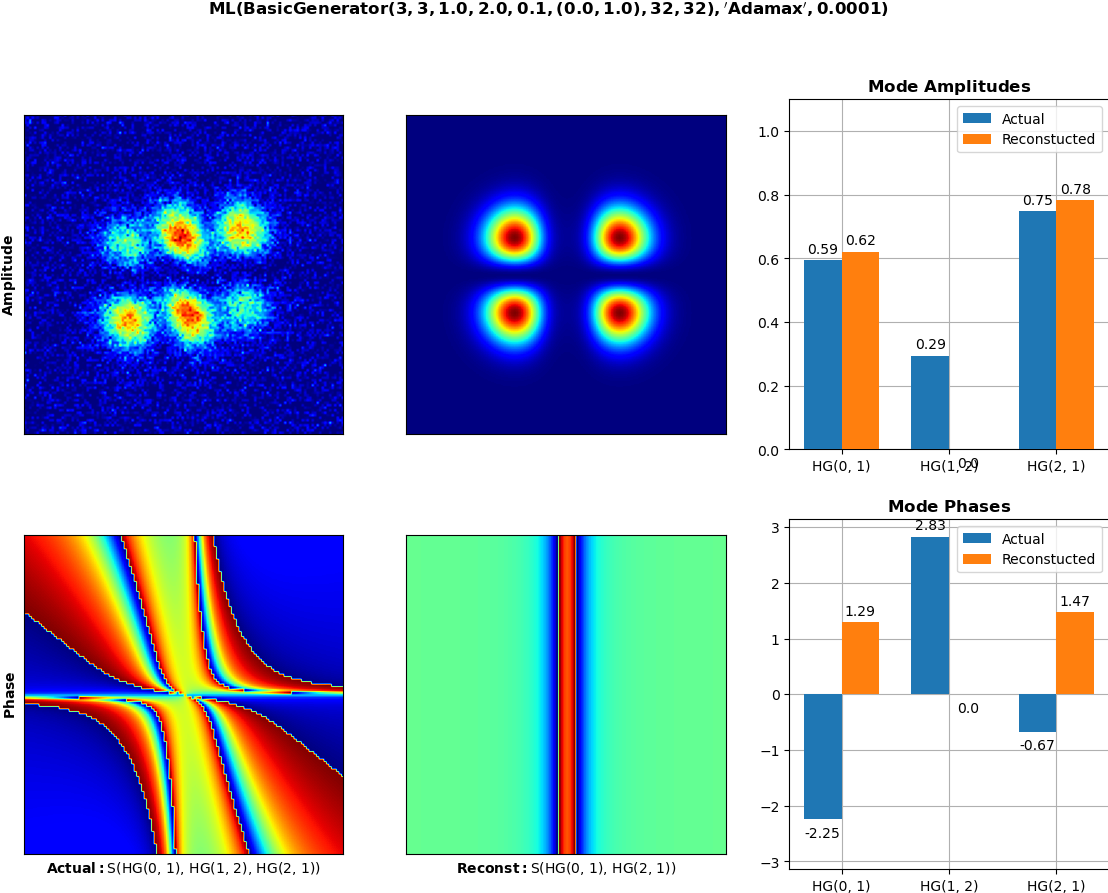 ML(BasicGenerator(3, 3, 1.0, 2.0, 0.1, (0.0, 1.0), 32, 32), ′Adamax′, 0.0001)
Amplitude
Mode Amplitudes
Actual
Reconstucted
1.0
0.8
0.6
0.4
0.2
0.0
0.59
0.62
0.29
0.0
0.75
0.78
HG(0, 1)
HG(1, 2)
HG(2, 1)
Phase
Actual: S(HG(0, 1), HG(1, 2), HG(2, 1))
Reconst: S(HG(0, 1), HG(2, 1))
Mode Phases
Actual
Reconstucted
3
2
1
0
−1
−2
−3
-2.25
1.29
2.83
0.0
-0.67
1.47
HG(0, 1)
HG(1, 2)
HG(2, 1)